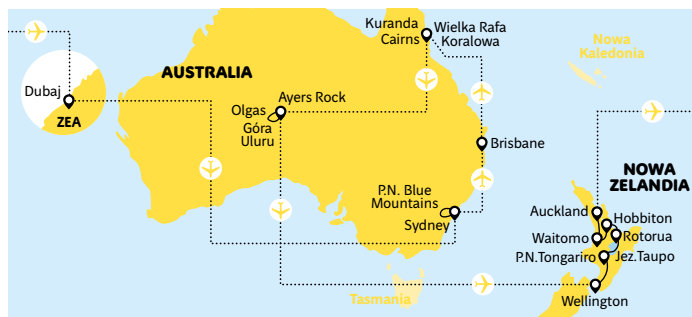 Kuranda
Cairns
Wielka Rafa
Koralowa
Nowa
Kaledonia
AUSTRALIA
Dubaj
ZEA
Ayers Rock
Olgas
Góra
Uluru
Brisbane
P.N. Blue
Mountains
Sydney
NOWA
ZELANDIA
Auckland
Hobbiton
Waitomo
Rotorua
P.N.Tongariro
Jez.Taupo
Tasmania
Wellington